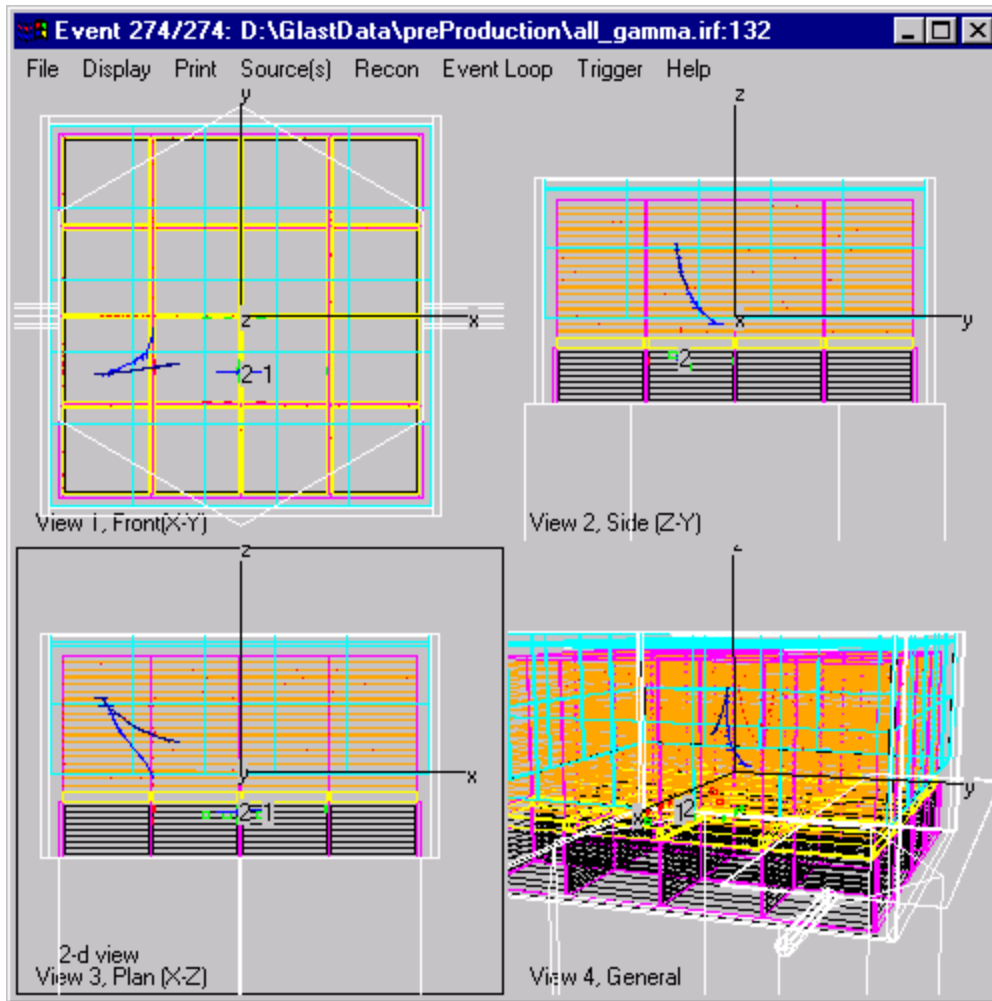 Event 274/274: D:\GlastData\preProduction\all_gamma.irf:132
File Display Print Source(s) Recon Event Loop Trigger Help
y
z
x
2-1
View 1, Front(X-Y)
z
x
y
2
View 2, Side (Z-Y)
z
y
x
2-1
2-d view
View 3, Plan (X-Z)
z
x
y
12
View 4, General